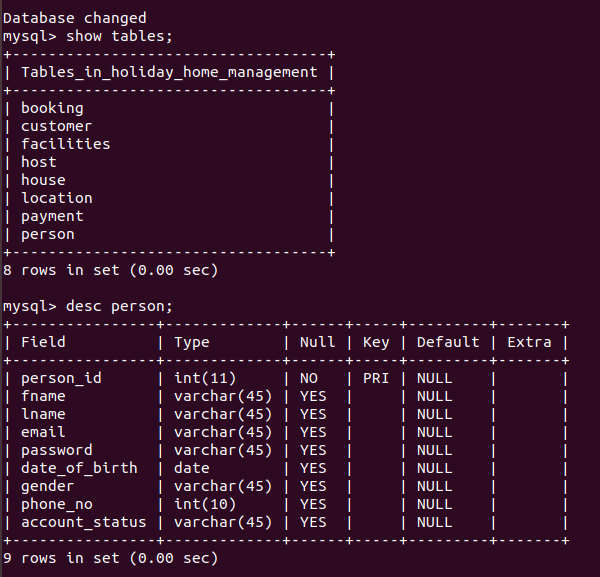 Database changed
mysql> show tables;
+-----------------------------------+
| Tables_in_holiday_home_management |
+-----------------------------------+
| booking                           |
| customer                          |
| facilities                        |
| host                              |
| house                             |
| location                          |
| payment                           |
| person                            |
+-----------------------------------+
8 rows in set (0.00 sec)
mysql> desc person;
+----------------+-------------+------+-----+---------+-------+
| Field          | Type        | Null | Key | Default | Extra |
+----------------+-------------+------+-----+---------+-------+
| person_id      | int(11)     | NO   | PRI | NULL    |       |
| fname          | varchar(45) | YES  |     | NULL    |       |
| lname          | varchar(45) | YES  |     | NULL    |       |
| email          | varchar(45) | YES  |     | NULL    |       |
| password       | varchar(45) | YES  |     | NULL    |       |
| date_of_birth  | date        | YES  |     | NULL    |       |
| gender         | varchar(45) | YES  |     | NULL    |       |
| phone_no       | int(10)     | YES  |     | NULL    |       |
| account_status | varchar(45) | YES  |     | NULL    |       |
+----------------+-------------+------+-----+---------+-------+
9 rows in set (0.00 sec)